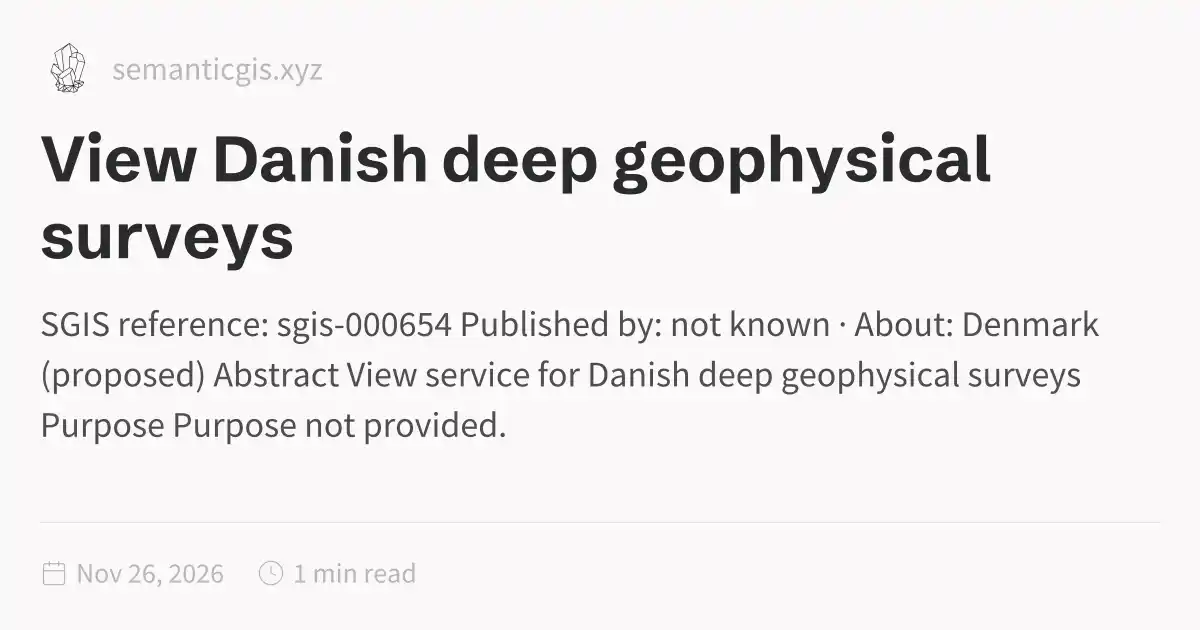 semanticgis.xyz
View Danish deep geophysical
surveys
SGIS reference: sgis-000654 Published by: not known · About: Denmark
(proposed) Abstract View service for Danish deep geophysical surveys
Purpose Purpose not provided.
Nov 26, 2026 1 min read